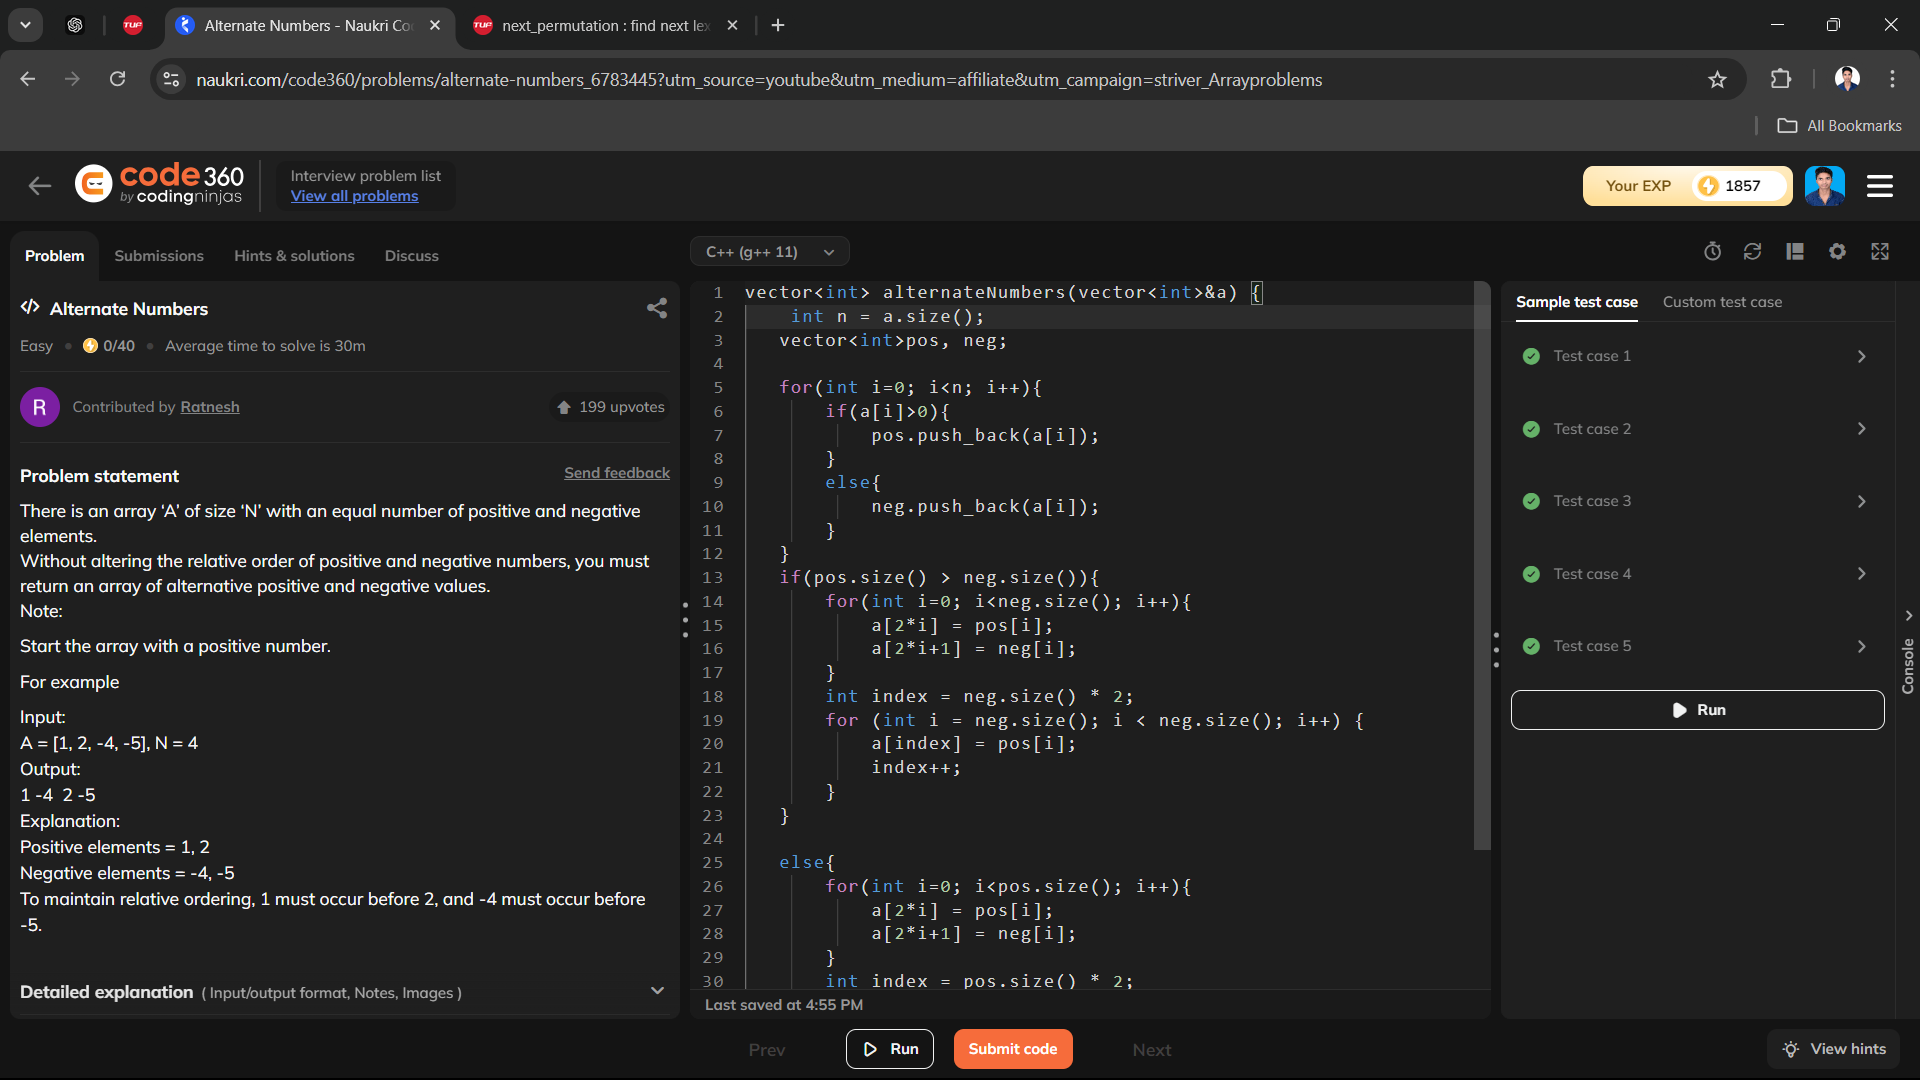 Alternate Numbers - Naukri Co
next_permutation : find next lex
naukri.com/code360/problems/alternate-numbers_6783445?utm_source=youtube&utm_medium=affiliate&utm_campaign=striver_Arrayproblems
All Bookmarks
code 360
by codingninjas
Interview problem list
View all problems
Your EXP 1857
Problem
Submissions
Hints & solutions
Discuss
Alternate Numbers
Easy • 0/40 • Average time to solve is 30m
R Contributed by Ratnesh
199 upvotes
Problem statement
Send feedback
There is an array ‘A’ of size ‘N’ with an equal number of positive and negative
elements.
Without altering the relative order of positive and negative numbers, you must
return an array of alternative positive and negative values.
Note:
Start the array with a positive number.
For example
Input:
A = [1, 2, -4, -5], N = 4
Output:
1 -4  2 -5
Explanation:
Positive elements = 1, 2
Negative elements = -4, -5
To maintain relative ordering, 1 must occur before 2, and -4 must occur before
-5.
Detailed explanation ( Input/output format, Notes, Images )
C++ (g++ 11)
1 vector<int> alternateNumbers(vector<int>&a) {
2     int n = a.size();
3    vector<int>pos, neg;
4
5    for(int i=0; i<n; i++){
6        if(a[i]>0){
7            pos.push_back(a[i]);
8        }
9        else{
10            neg.push_back(a[i]);
11        }
12    }
13    if(pos.size() > neg.size()){
14        for(int i=0; i<neg.size(); i++){
15            a[2*i] = pos[i];
16            a[2*i+1] = neg[i];
17        }
18        int index = neg.size() * 2;
19        for (int i = neg.size(); i < neg.size(); i++) {
20            a[index] = pos[i];
21            index++;
22        }
23    }
24
25    else{
26        for(int i=0; i<pos.size(); i++){
27            a[2*i] = pos[i];
28            a[2*i+1] = neg[i];
29        }
30        int index = pos.size() * 2;
Last saved at 4:55 PM
Sample test case
Custom test case
Test case 1
Test case 2
Test case 3
Test case 4
Test case 5
Run
Console
Prev
Run
Submit code
Next
View hints